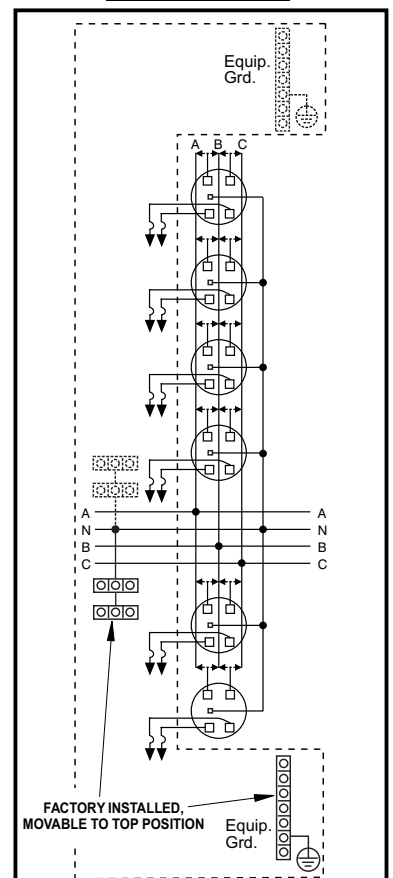 Equip.
Grd.
A B C
A A
N N
B B
C C
FACTORY INSTALLED,
MOVABLE TO TOP POSITION
Equip.
Grd.